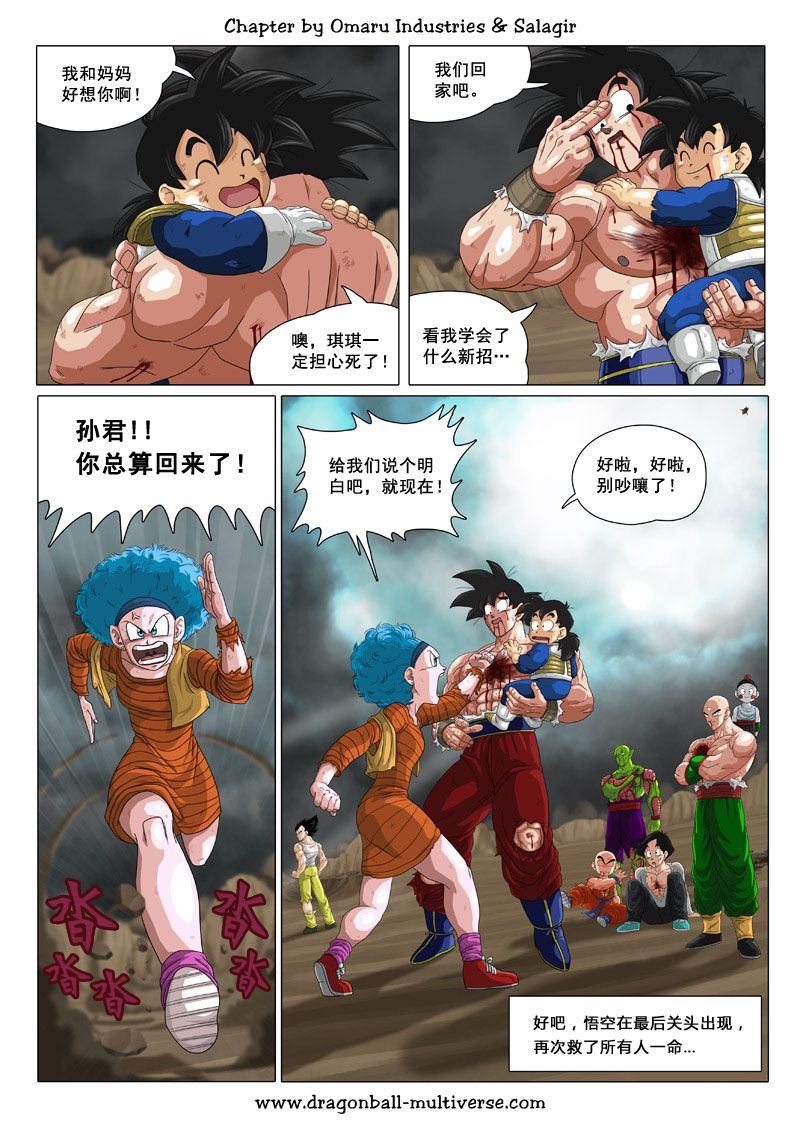 Chapter by Omaru Industries & Salagir
我和妈妈
好想你啊！
噢，琪琪一
定担心死了！
我们回
家吧。
看我学会了
什么新招…
孙君！！
你总算回来了！
沓
沓
沓
沓
沓
给我们说个明
白吧，就现在！
好啦，好啦，
别吵嚷了！
好吧，悟空在最后关头出现，
再次救了所有人一命...
www.dragonball-multiverse.com